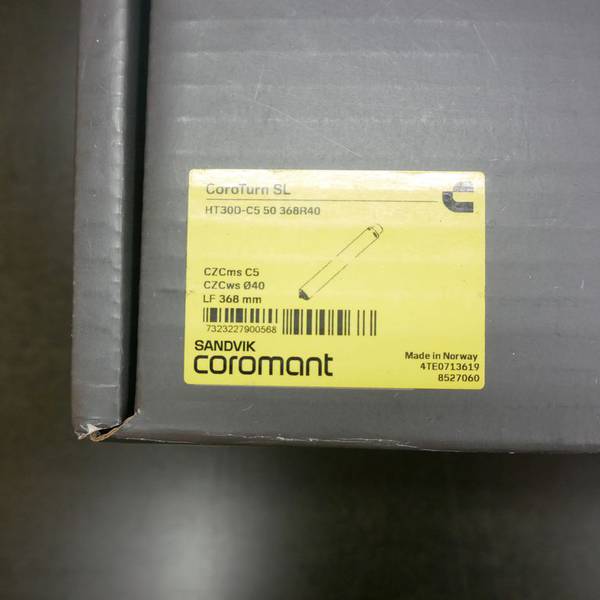 CoroTurn SL
HT30D-C5 50 368R40
CZCms C5
CZCws Ø40
LF 368 mm
7323227900568
SANDVIK
coromant
Made in Norway
4TE0713619
8527060